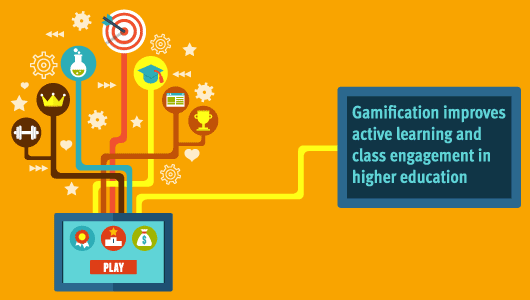 Gamification improves
active learning and
class engagement in
higher education
PLAY